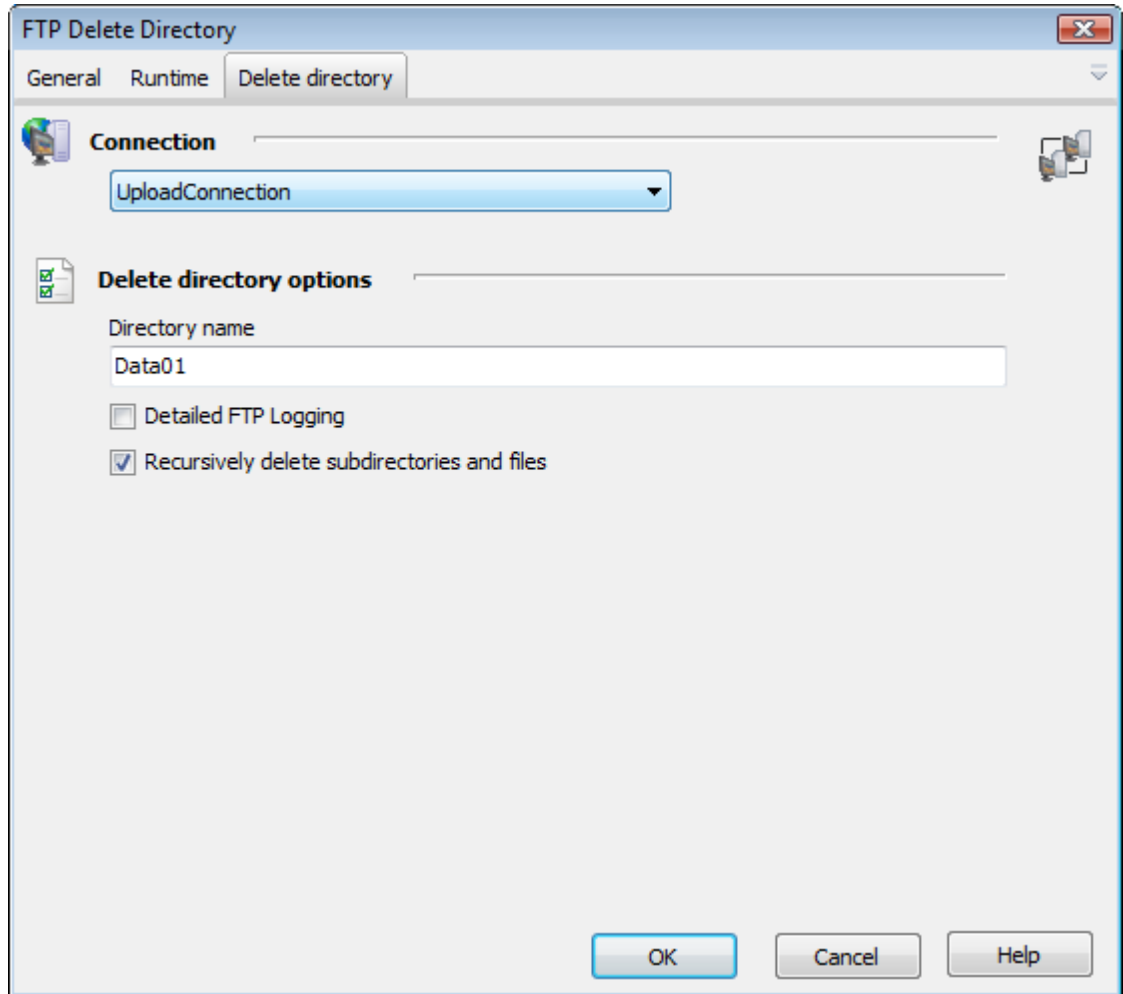 FTP Delete Directory
General Runtime Delete directory
Connection
UploadConnection
Delete directory options
Directory name
Data01
Detailed FTP Logging
Recursively delete subdirectories and files
OK Cancel Help